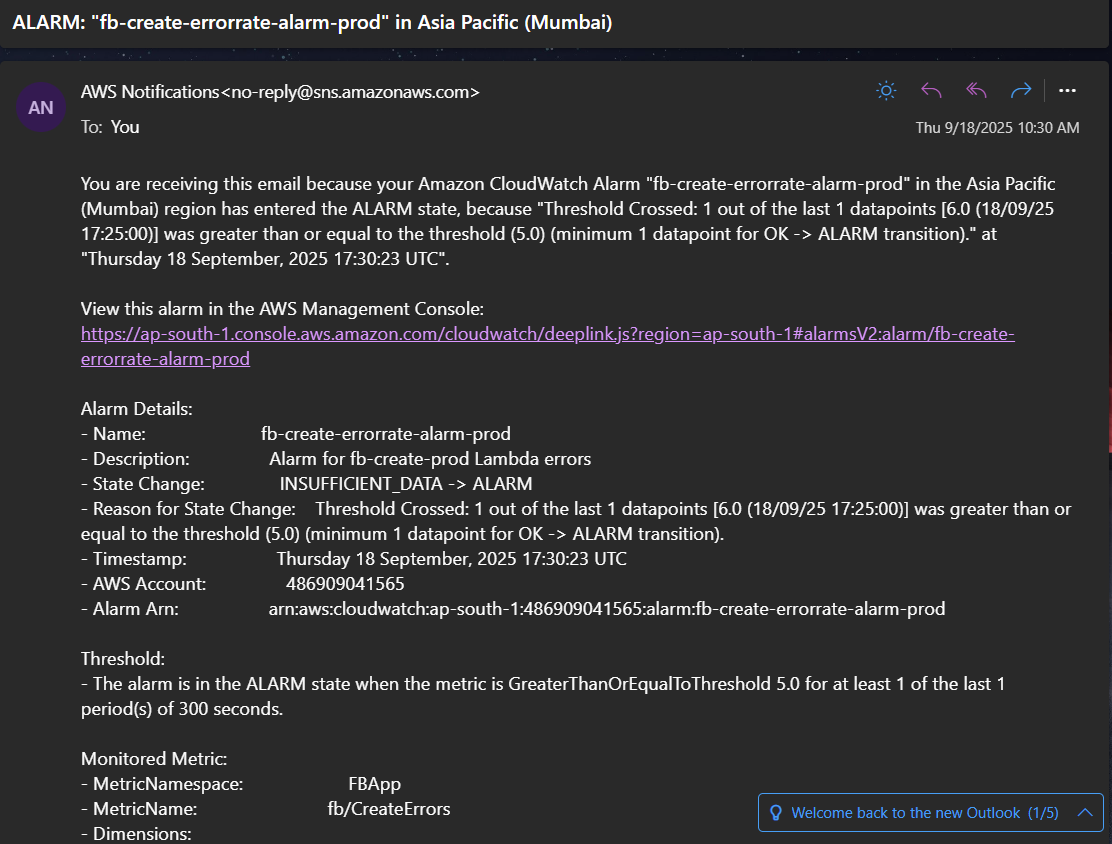 ALARM: "fb-create-errorrate-alarm-prod" in Asia Pacific (Mumbai)
AN
AWS Notifications<no-reply@sns.amazonaws.com>
To: You
Thu 9/18/2025 10:30 AM
You are receiving this email because your Amazon CloudWatch Alarm "fb-create-errorrate-alarm-prod" in the Asia Pacific
(Mumbai) region has entered the ALARM state, because "Threshold Crossed: 1 out of the last 1 datapoints [6.0 (18/09/25
17:25:00)] was greater than or equal to the threshold (5.0) (minimum 1 datapoint for OK -> ALARM transition)." at
"Thursday 18 September, 2025 17:30:23 UTC".
View this alarm in the AWS Management Console:
https://ap-south-1.console.aws.amazon.com/cloudwatch/deeplink.js?region=ap-south-1#alarmsV2:alarm/fb-create-
errorrate-alarm-prod
Alarm Details:
- Name: fb-create-errorrate-alarm-prod
- Description: Alarm for fb-create-prod Lambda errors
- State Change: INSUFFICIENT_DATA -> ALARM
- Reason for State Change: Threshold Crossed: 1 out of the last 1 datapoints [6.0 (18/09/25 17:25:00)] was greater than or
equal to the threshold (5.0) (minimum 1 datapoint for OK -> ALARM transition).
- Timestamp: Thursday 18 September, 2025 17:30:23 UTC
- AWS Account: 486909041565
- Alarm Arn: arn:aws:cloudwatch:ap-south-1:486909041565:alarm:fb-create-errorrate-alarm-prod
Threshold:
- The alarm is in the ALARM state when the metric is GreaterThanOrEqualToThreshold 5.0 for at least 1 of the last 1
period(s) of 300 seconds.
Monitored Metric:
- MetricNamespace: FBApp
- MetricName: fb/CreateErrors
- Dimensions:
Welcome back to the new Outlook (1/5)